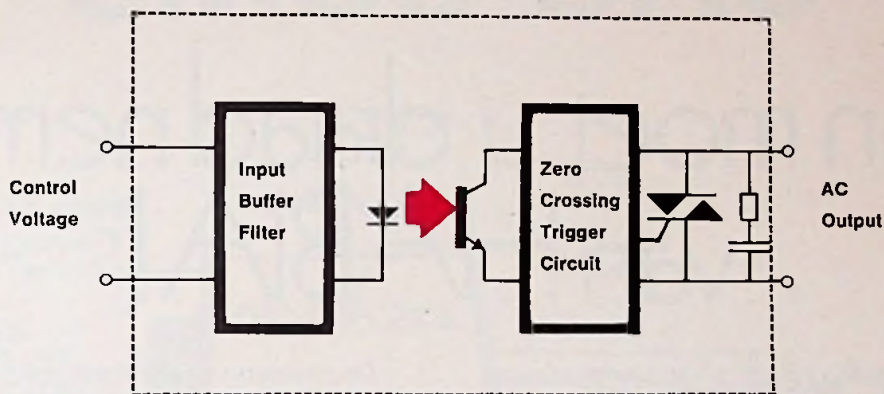 Control
Voltage
Input
Buffer
Filter
Zero
Crossing
Trigger
Circuit
AC
Output